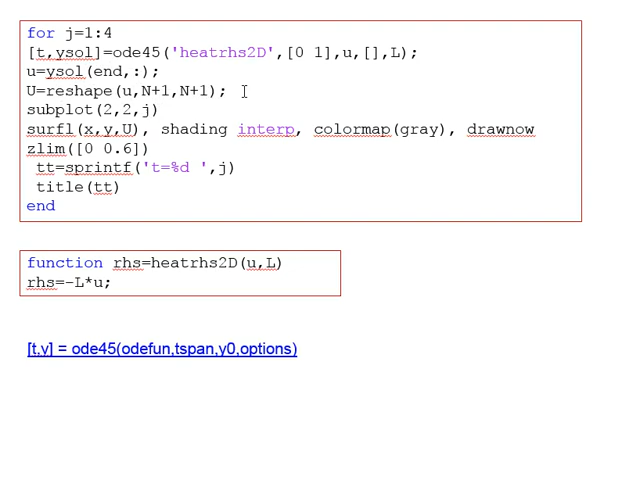 for j=1:4
[t,ysol]=ode45('heatrhs2D',[0 1],u,[],L);
u=ysol(end,:);
U=reshape(u,N+1,N+1);
subplot(2,2,j)
surfl(x,y,U), shading interp, colormap(gray), drawnow
zlim([0 0.6])
tt=sprintf('t=%d ',j)
title(tt)
end
function rhs=heatrhs2D(u,L)
rhs=-L*u;
[t,y] = ode45(odefun,tspan,y0,options)